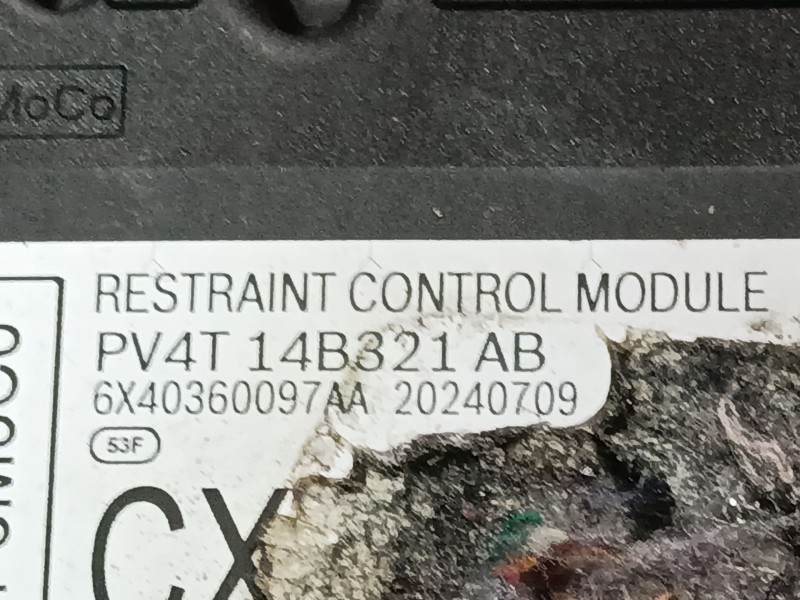 MoCo
RESTRAINT CONTROL MODULE
PV4T 14B321 AB
6X40360097AA 20240709
53F
CX